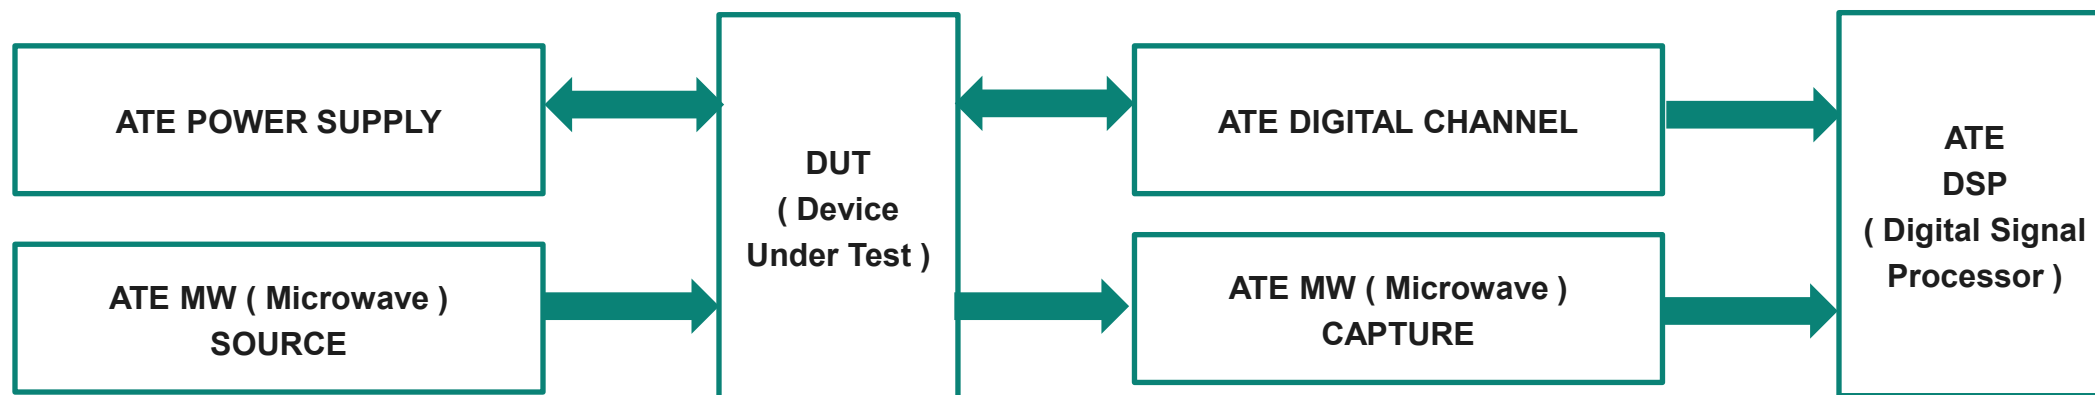 ATE POWER SUPPLY
ATE MW ( Microwave )
SOURCE
DUT
( Device
Under Test )
ATE DIGITAL CHANNEL
ATE MW ( Microwave )
CAPTURE
ATE
DSP
( Digital Signal
Processor )